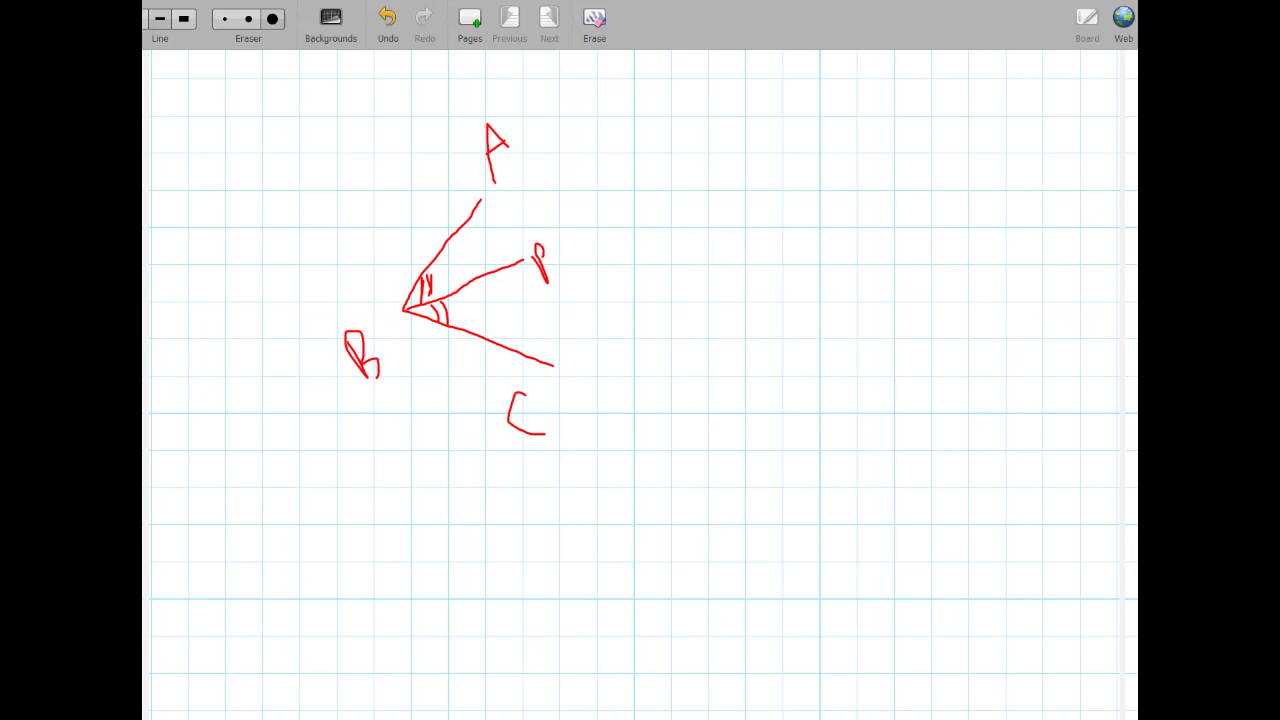 Line Eraser Backgrounds Undo Redo Pages Previous Next Erase Board Web
A
P
B
C